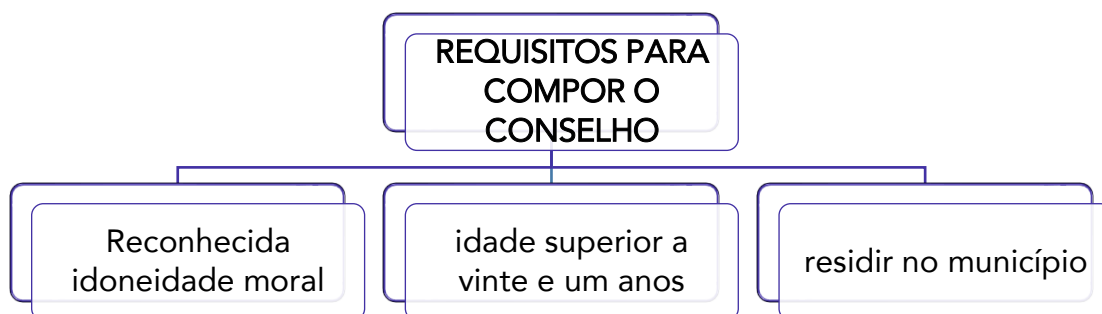 REQUISITOS PARA
COMPOR O
CONSELHO
Reconhecida
idoneidade moral
idade superior a
vinte e um anos
residir no município